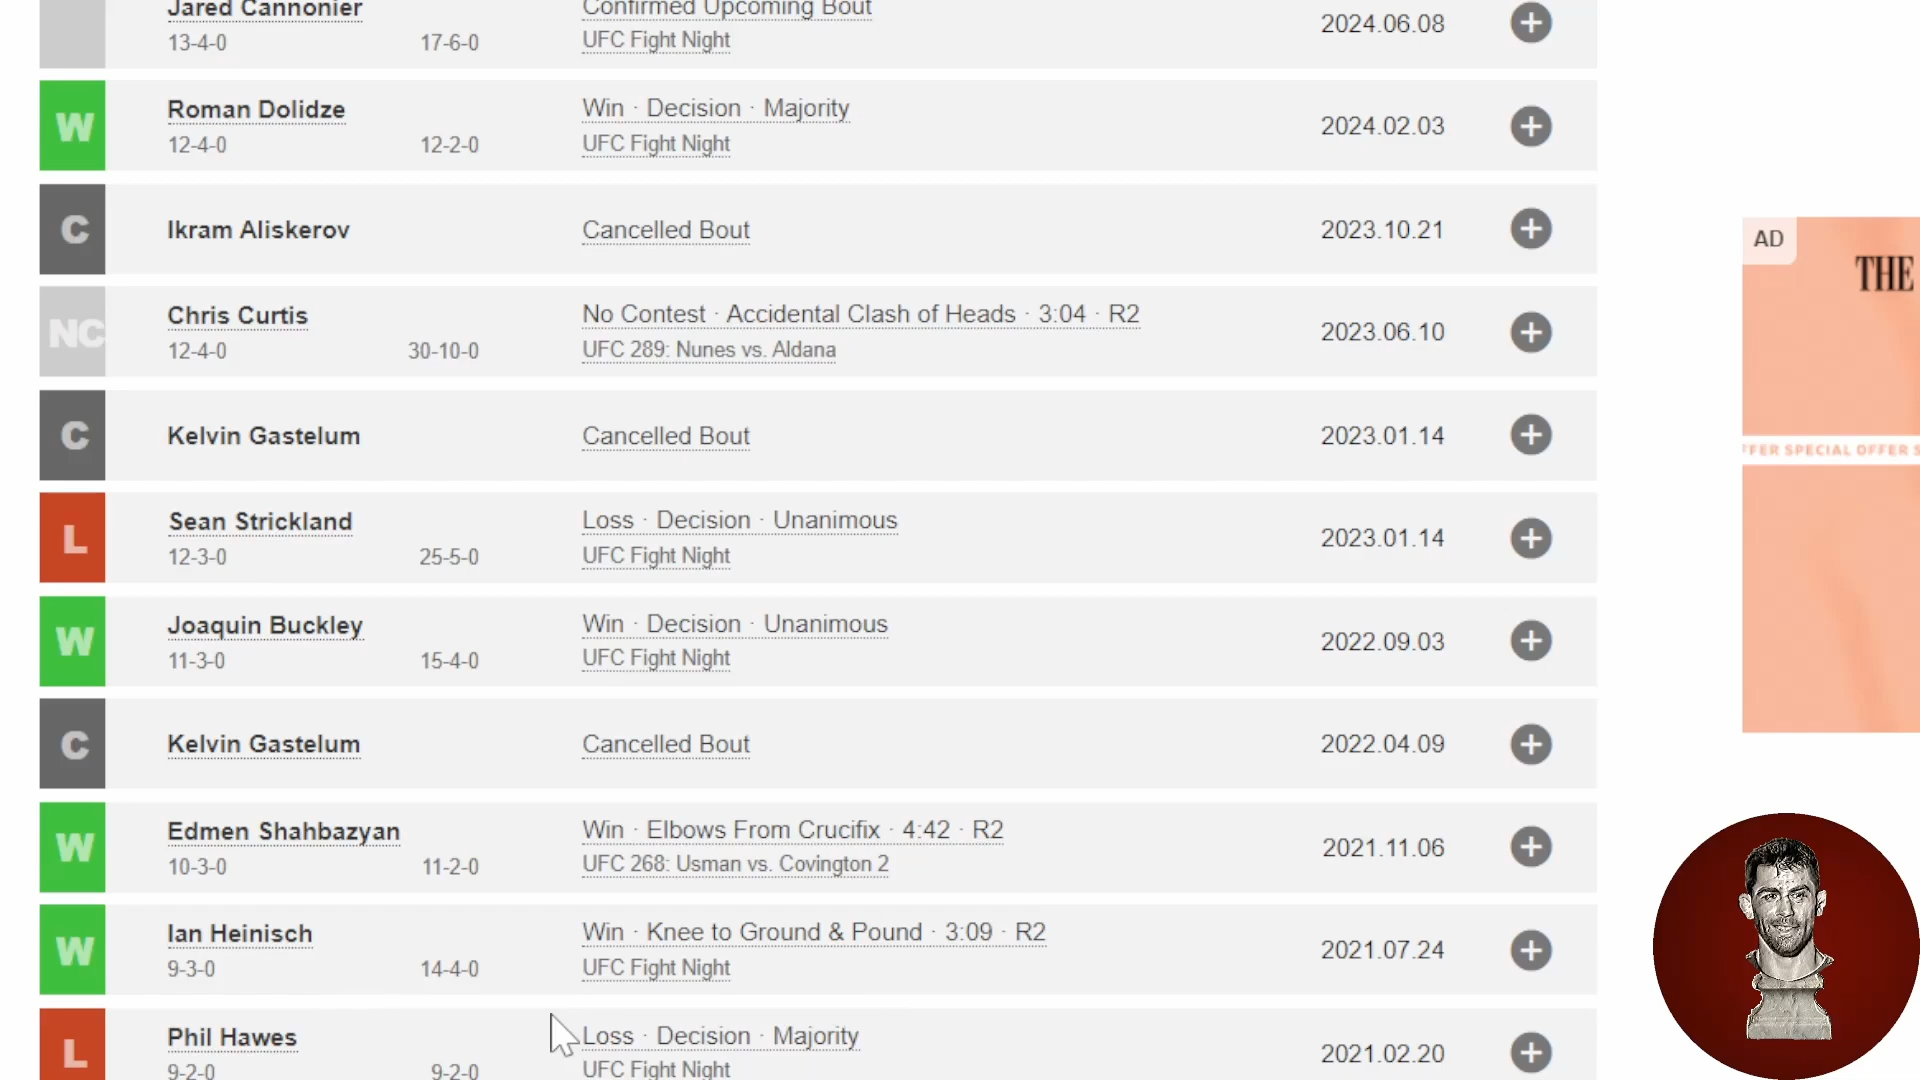 Jared Cannonier
Confirmed Upcoming Bout
2024.06.08
13-4-0 17-6-0
UFC Fight Night
W
Roman Dolidze
Win · Decision · Majority
2024.02.03
12-4-0 12-2-0
UFC Fight Night
C
Ikram Aliskerov
Cancelled Bout
2023.10.21
NC
Chris Curtis
No Contest · Accidental Clash of Heads · 3:04 · R2
2023.06.10
12-4-0 30-10-0
UFC 289: Nunes vs. Aldana
C
Kelvin Gastelum
Cancelled Bout
2023.01.14
L
Sean Strickland
Loss · Decision · Unanimous
2023.01.14
12-3-0 25-5-0
UFC Fight Night
W
Joaquin Buckley
Win · Decision · Unanimous
2022.09.03
11-3-0 15-4-0
UFC Fight Night
C
Kelvin Gastelum
Cancelled Bout
2022.04.09
W
Edmen Shahbazyan
Win · Elbows From Crucifix · 4:42 · R2
2021.11.06
10-3-0 11-2-0
UFC 268: Usman vs. Covington 2
W
Ian Heinisch
Win · Knee to Ground & Pound · 3:09 · R2
2021.07.24
9-3-0 14-4-0
UFC Fight Night
L
Phil Hawes
Loss · Decision · Majority
2021.02.20
9-2-0 9-2-0
UFC Fight Night
AD
THE
SPECIAL OFFER